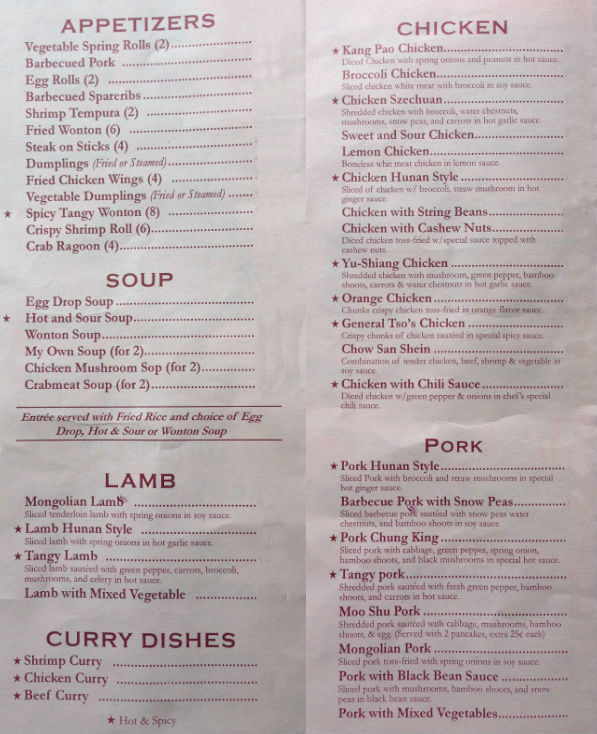 APPETIZERS
Vegetable Spring Rolls (2)
Barbecued Pork
Egg Rolls (2)
Barbecued Spareribs
Shrimp Tempura (2)
Fried Wonton (6)
Steak on Sticks (4)
Dumplings (Fried or Steamed)
Fried Chicken Wings (4)
Vegetable Dumplings (Fried or Steamed)
★ Spicy Tangy Wonton (8)
Crispy Shrimp Roll (6)
Crab Ragoon (4)
SOUP
Egg Drop Soup
★ Hot and Sour Soup
Wonton Soup
My Own Soup (for 2)
Chicken Mushroom Sop (for 2)
Crabmeat Soup (for 2)
Entrée served with Fried Rice and choice of Egg
Drop, Hot & Sour or Wonton Soup
LAMB
Mongolian Lamb
Sliced tenderloin lamb with spring onions in soy sauce.
★ Lamb Hunan Style
Sliced lamb with spring onions in hot garlic sauce.
★ Tangy Lamb
Sliced lamb sautéed with green pepper, carrots, broccoli,
mushrooms, and celery in hot sauce.
Lamb with Mixed Vegetable
CURRY DISHES
★ Shrimp Curry
★ Chicken Curry
★ Beef Curry
★ Hot & Spicy
CHICKEN
★ Kang Pao Chicken
Diced Chicken with spring onions and peanuts in hot sauce.
Broccoli Chicken
Sliced chicken white meat with broccoli in soy sauce.
★ Chicken Szechuan
Shredded chicken with broccoli, water chestnuts,
mushrooms, snow peas, and carrots in hot garlic sauce.
Sweet and Sour Chicken
Lemon Chicken
Boneless whit meat chicken in lemon sauce.
★ Chicken Hunan Style
Sliced of chicken w/ broccoli, straw mushroom in hot
ginger sauce.
Chicken with String Beans
Chicken with Cashew Nuts
Diced chicken toss-fried w/special sauce topped with
cashew nuts.
★ Yu-Shiang Chicken
Shredded chicken with mushroom, green pepper, bamboo
shoots, carrots & water chestnuts in hot garlic sauce.
★ Orange Chicken
Chunks crispy chicken toss-fried in orange flavor sauce.
★ General Tso's Chicken
Crispy chunks of chicken sautéed in special spicy sauce.
Chow San Shein
Combination of tender chicken, beef, shrimp & vegetable in
soy sauce.
★ Chicken with Chili Sauce
Diced chicken w/green pepper & onions in chef's special
chili sauce.
PORK
★ Pork Hunan Style
Sliced Pork with broccoli and straw mushrooms in special
hot ginger sauce.
Barbecue Pork with Snow Peas
Sliced barbecue pork sautéed with snow peas water
chestnuts, and bamboo shoots in soy sauce.
★ Pork Chung King
Sliced pork with cabbage, green pepper, spring onion,
bamboo shoots, and black mushrooms in special hot sauce.
★ Tangy pork
Shredded pork sautéed with fresh green pepper, bamboo
shoots, and carrots in hot sauce.
Moo Shu Pork
Shredded pork sautéed with cabbage, mashrooms, bamboo
shoots, & egg. (Served with 2 pancakes, extra 25c each)
Mongolian Pork
Sliced pork toss-fried with spring onions in soy sauce.
Pork with Black Bean Sauce
Sliced pork with mushrooms, bamboo shoots, and snow
peas in black bean sauce.
Pork with Mixed Vegetables